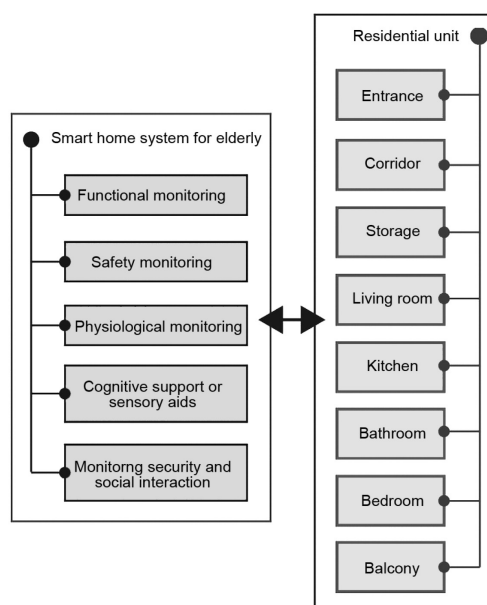 Smart home system for elderly
Functional monitoring
Safety monitoring
Physiological monitoring
Cognitive support or
sensory aids
Monitorng security and
social interaction
Residential unit
Entrance
Corridor
Storage
Living room
Kitchen
Bathroom
Bedroom
Balcony